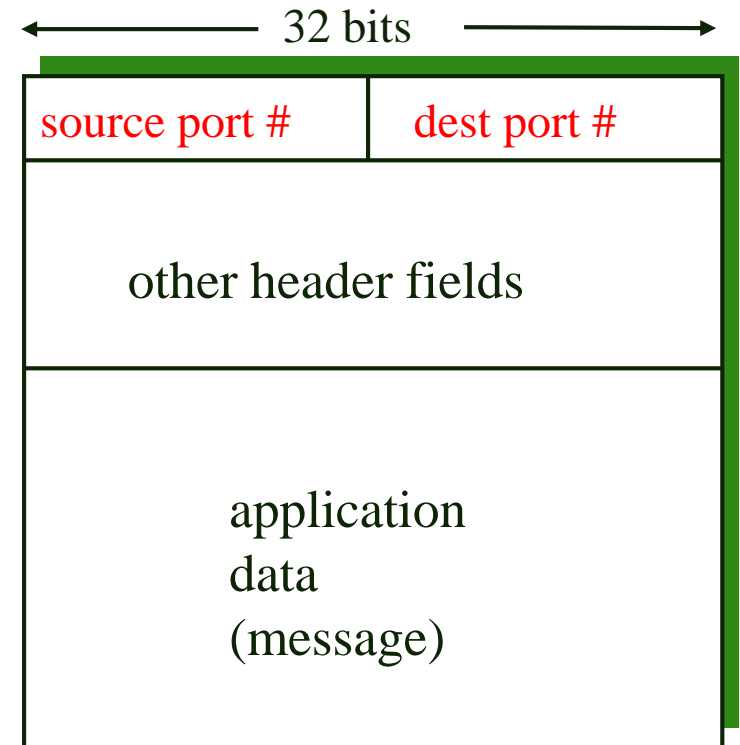 32 bits
source port # dest port #
other header fields
application
data
(message)